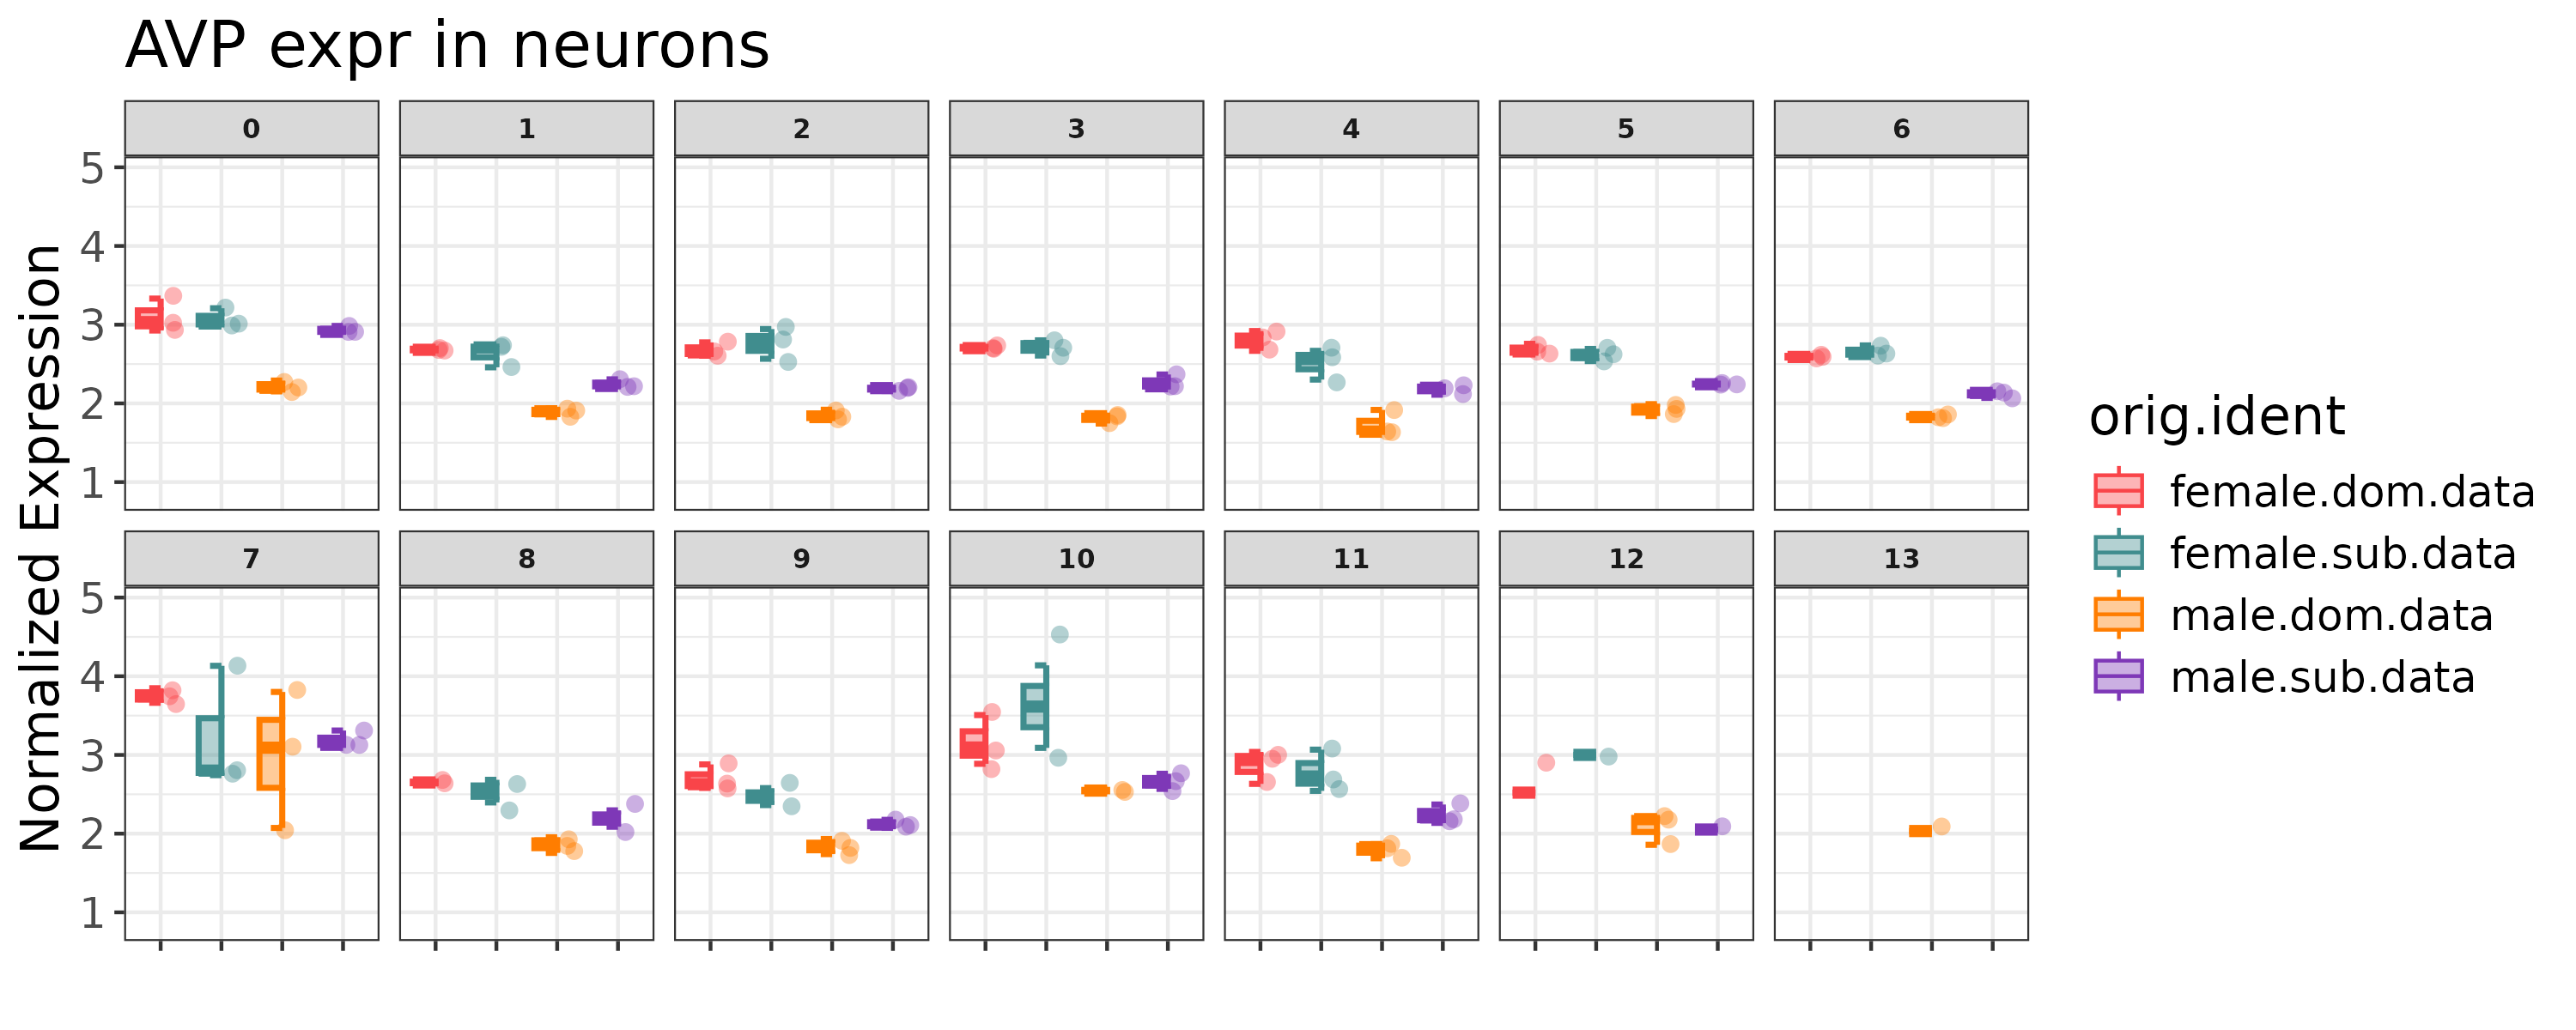 AVP expr in neurons
0 1 2 3 4 5 6
5
4
3
2
1
7 8 9 10 11 12 13
5
4
3
2
1
Normalized Expression
orig.ident
female.dom.data
female.sub.data
male.dom.data
male.sub.data